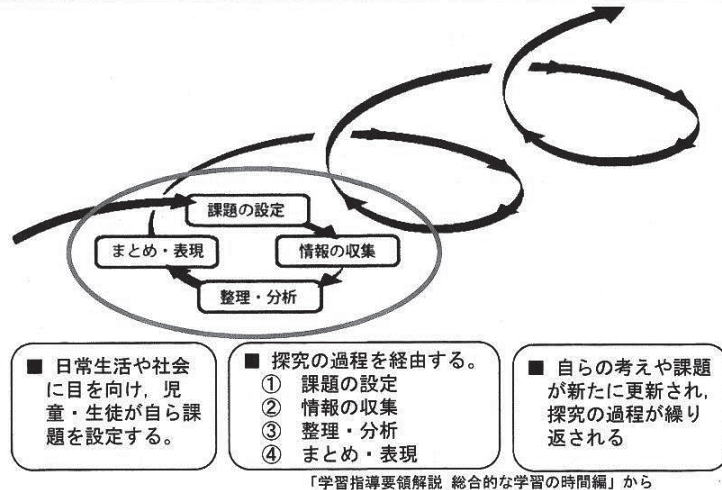 課題の設定
まとめ・表現
情報の収集
整理・分析
■ 日常生活や社会
に目を向け，児
童・生徒が自ら課
題を設定する。
■ 探究の過程を経由する。
① 課題の設定
② 情報の収集
③ 整理・分析
④ まとめ・表現
■ 自らの考えや課題
が新たに更新され，
探究の過程が繰り
返される
「学習指導要領解説 総合的な学習の時間編」から